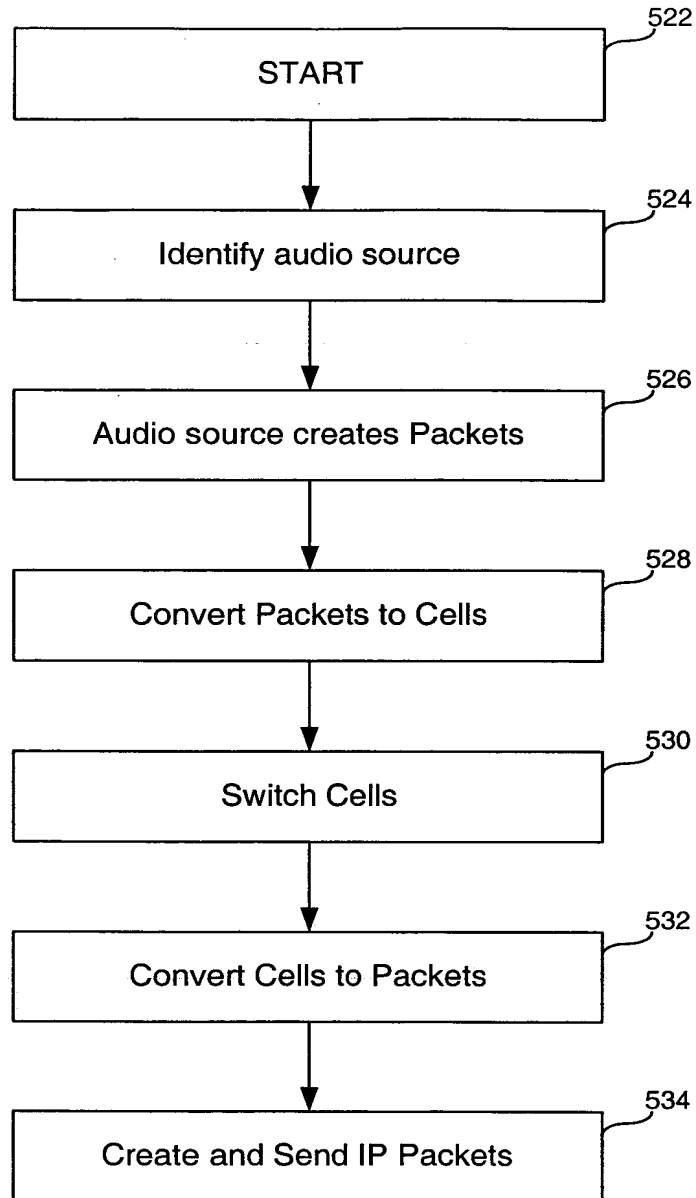 522
START
524
Identify audio source
526
Audio source creates Packets
528
Convert Packets to Cells
530
Switch Cells
532
Convert Cells to Packets
534
Create and Send IP Packets